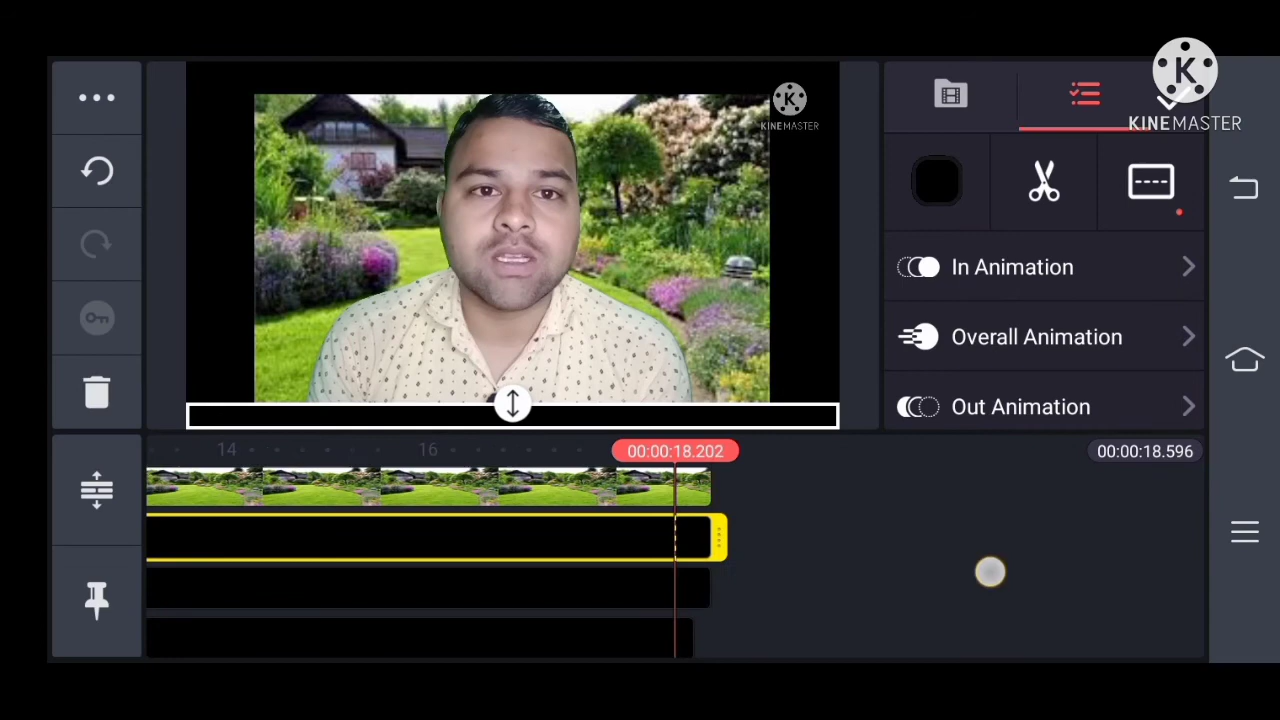 K
KINEMASTER
K
KINEMASTER
In Animation
Overall Animation
Out Animation
14
16
00:00:18.202
00:00:18.596